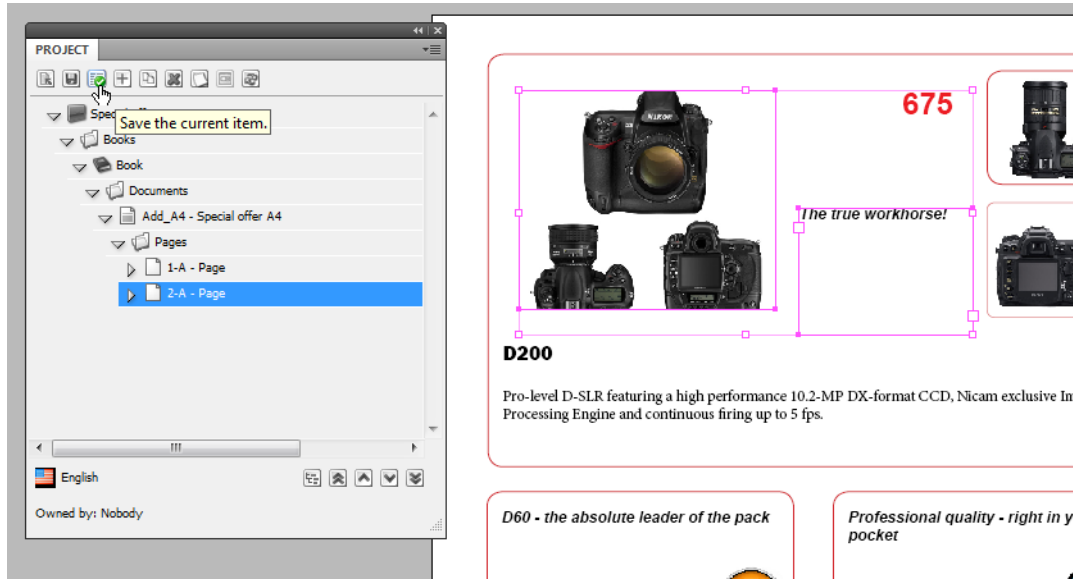 PROJECT
Save the current item.
Books
Book
Documents
Add_A4 - Special offer A4
Pages
1-A - Page
2-A - Page
English
Owned by: Nobody
675
NIKON
The true workhorse!
D200
Pro-level D-SLR featuring a high performance 10.2-MP DX-format CCD, Nicam exclusive
Processing Engine and continuous firing up to 5 fps.
D60 - the absolute leader of the pack
Professional quality - right in
pocket